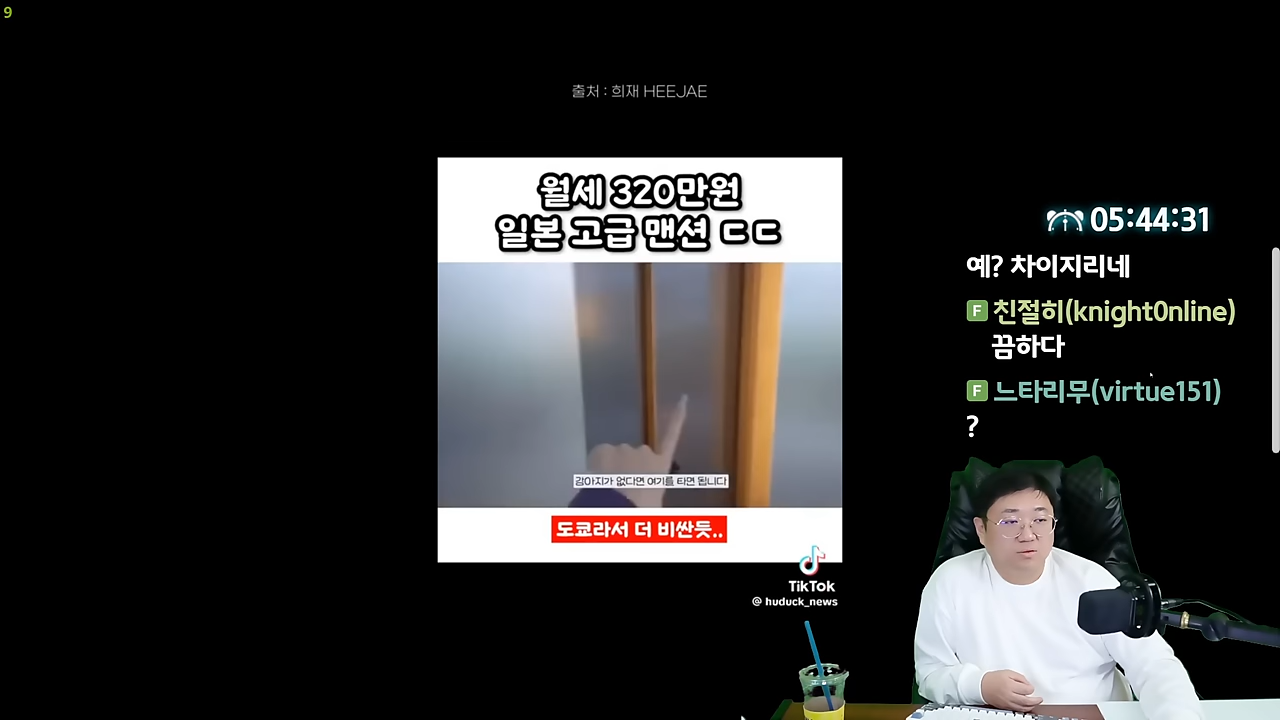 9
출처 : 희재 HEEJAE
월세 320만원
일본 고급 맨션 ㄷㄷ
강아지가 없다면 여기를 타면 됩니다
도쿄라서 더 비싼듯..
TikTok
@ huduck_news
05:44:31
예? 차이지리네
F 친절히(knight0nline)
끔하다
F 느타리무(virtue151)
?